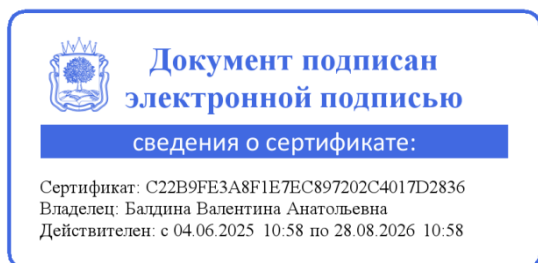 Документ подписан
электронной подписью
сведения о сертификате:
Сертификат: C22B9FE3A8F1E7EC897202C4017D2836
Владелец: Балдина Валентина Анатольевна
Действителен: с 04.06.2025 10:58 по 28.08.2026 10:58